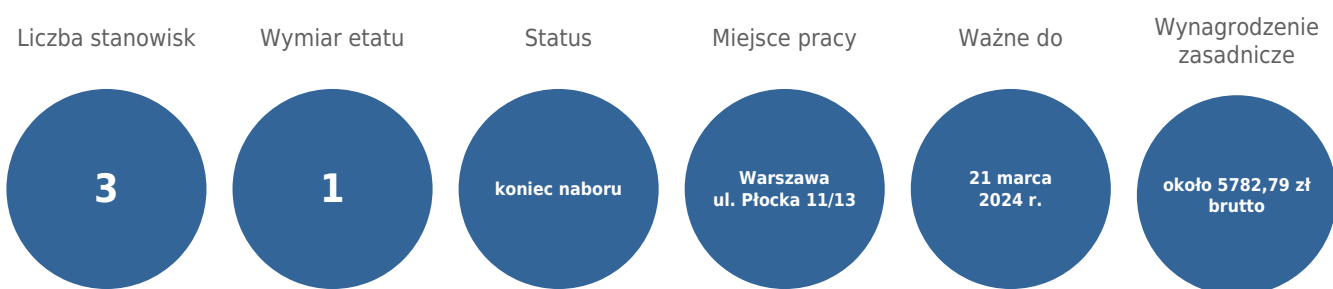 Liczba stanowisk
3
Wymiar etatu
1
Status
koniec naboru
Miejsce pracy
Warszawa
ul. Płocka 11/13
Ważne do
21 marca
2024 r.
Wynagrodzenie
zasadnicze
około 5782,79 zł
brutto